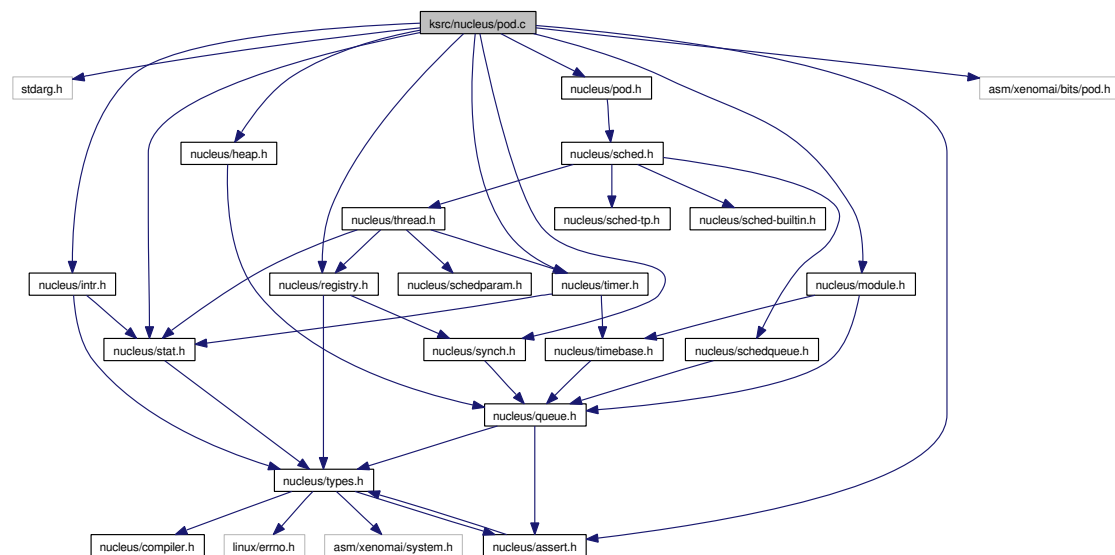 ksrc/nucleus/pod.c
stdarg.h
nucleus/pod.h
asm/xenomai/bits/pod.h
nucleus/heap.h
nucleus/sched.h
nucleus/thread.h
nucleus/sched-tp.h
nucleus/sched-builtin.h
nucleus/intr.h
nucleus/registry.h
nucleus/schedparam.h
nucleus/timer.h
nucleus/module.h
nucleus/stat.h
nucleus/synch.h
nucleus/timebase.h
nucleus/schedqueue.h
nucleus/queue.h
nucleus/types.h
nucleus/compiler.h
linux/errno.h
asm/xenomai/system.h
nucleus/assert.h